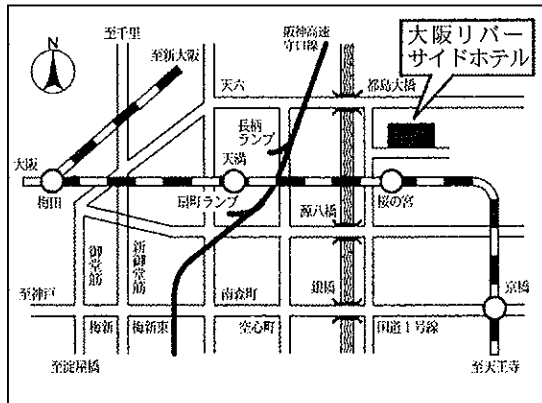 N
至千里
阪神高速
守口線
大阪リバー
サイドホテル
至新大阪
天六
都島大橋
長柄
ランプ
大阪
天満
梅田
扇町ランプ
源八橋
桜の宮
御堂筋
新御堂筋
京橋
至神戸
南森町
銀橋
梅新
梅新東
空心町
国道1号線
至淀屋橋
至天王寺